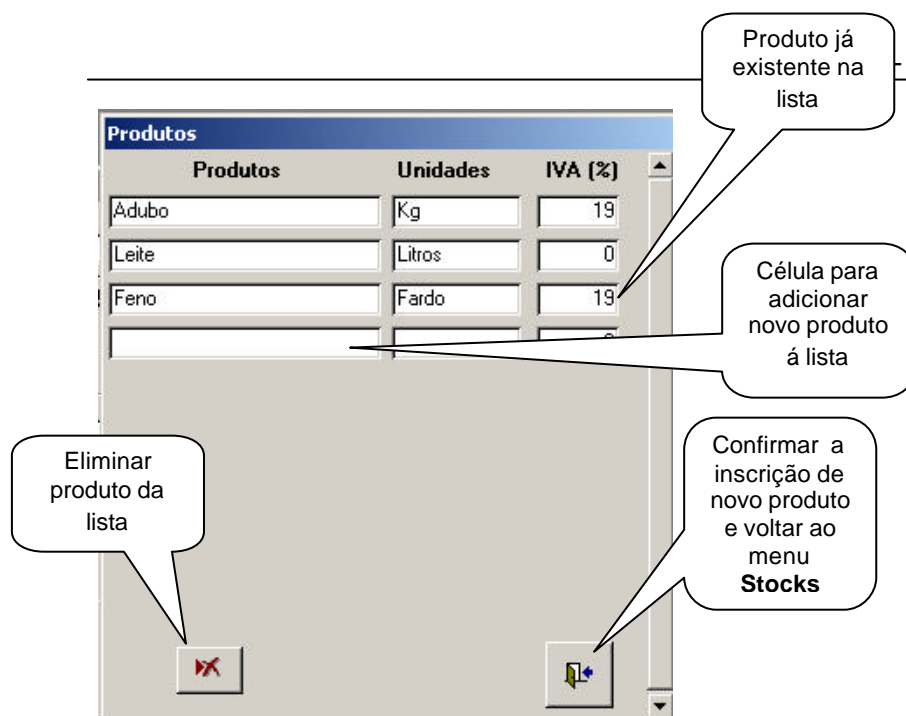 Produto já
existente na
lista
Produtos
Produtos Unidades IVA (%)
Adubo Kg 19
Leite Litros 0
Feno Fardo 19
Célula para
adicionar
novo produto
á lista
Eliminar
produto da
lista
Confirmar a
inscrição de
novo produto
e voltar ao
menu
Stocks